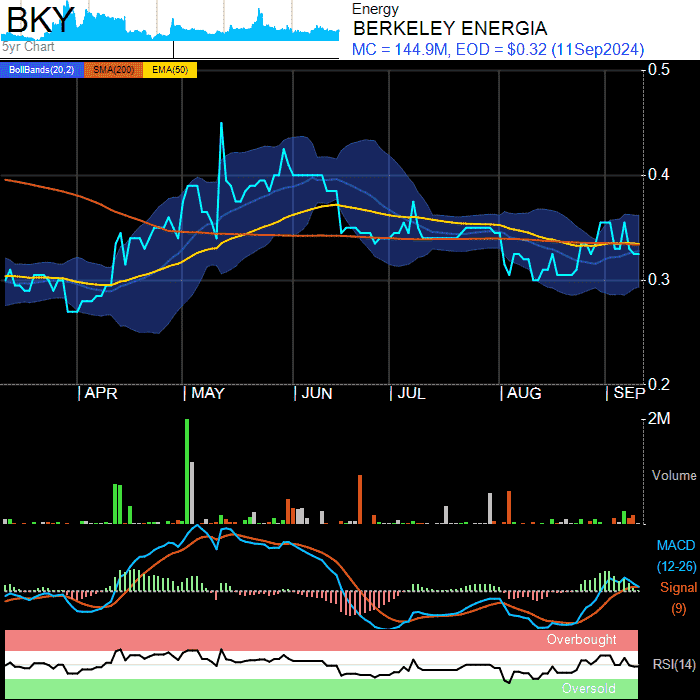 BKY
5yr Chart
Energy
BERKELEY ENERGIA
MC = 144.9M, EOD = $0.32 (11Sep2024)
BollBands(20,2) SMA(200) EMA(50)
0.5
0.4
0.3
0.2
APR MAY JUN JUL AUG SEP
2M
Volume
MACD
(12-26)
Signal
(9)
Overbought
RSI(14)
Oversold